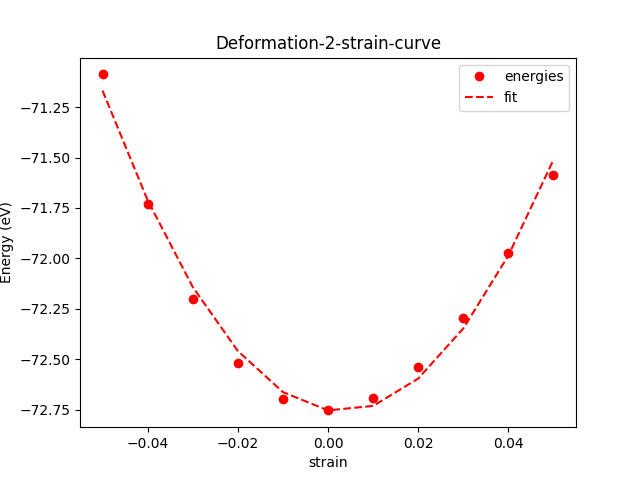 Deformation-2-strain-curve
energies
fit
−71.25
−71.50
−71.75
−72.00
−72.25
−72.50
−72.75
Energy (eV)
−0.04
−0.02
0.00
0.02
0.04
strain